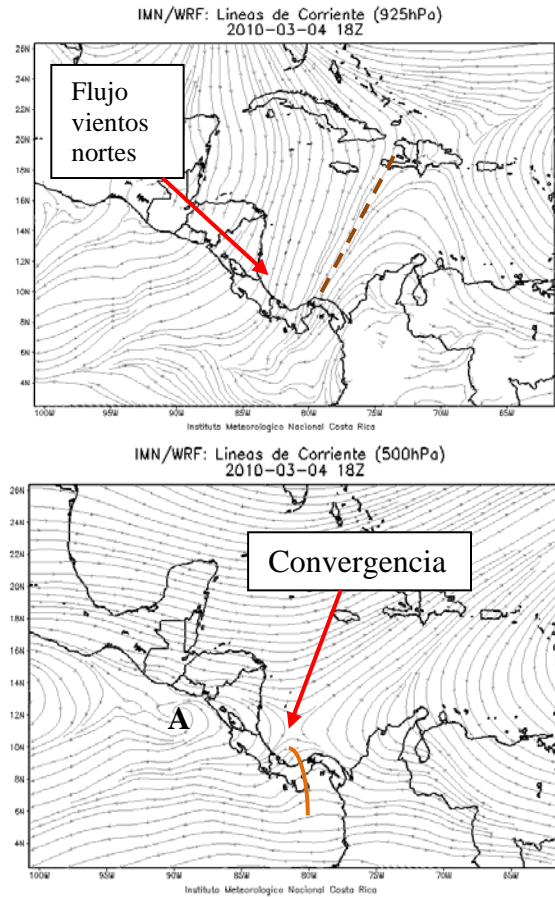 IMN/WRF: Lineas de Corriente (925hPa)
2010-03-04 18Z
Flujo
vientos
nortes
26N
24N
22N
20N
18N
16N
14N
12N
10N
8N
6N
4N
100W 95W 90W 85W 80W 75W 70W 65W
Instituto Meteorologico Nacional Costa Rica
IMN/WRF: Lineas de Corriente (500hPa)
2010-03-04 18Z
26N
24N
22N
20N
18N
16N
14N
12N
10N
8N
6N
4N
Convergencia
A
100W 95W 90W 85W 80W 75W 70W 65W
Instituto Meteorologico Nacional Costa Rica